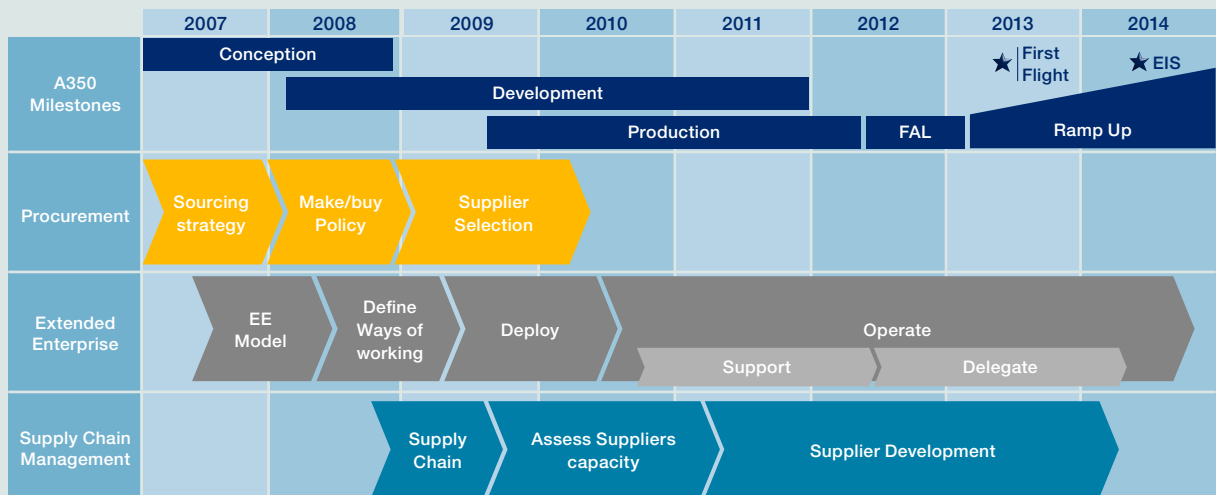 2007 2008 2009 2010 2011 2012 2013 2014
A350
Milestones
Conception
Development
Production
FAL
Ramp Up
First
Flight
EIS
Procurement
Sourcing
strategy
Make/buy
Policy
Supplier
Selection
Extended
Enterprise
EE
Model
Define
Ways of
working
Deploy
Operate
Support
Delegate
Supply Chain
Management
Supply
Chain
Assess Suppliers
capacity
Supplier Development